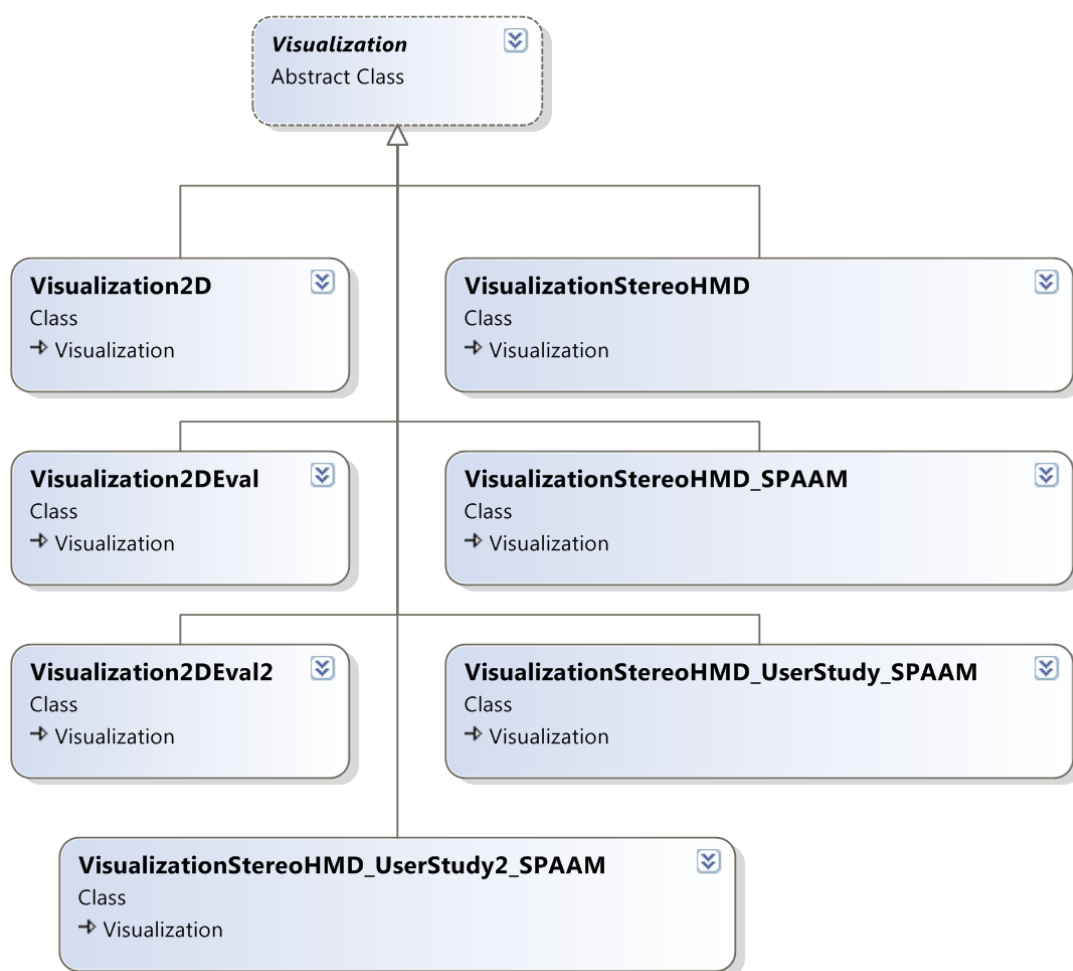 Visualization
Abstract Class
Visualization2D
Class
Visualization
VisualizationStereoHMD
Class
Visualization
Visualization2DEval
Class
Visualization
VisualizationStereoHMD_SPAAM
Class
Visualization
Visualization2DEval2
Class
Visualization
VisualizationStereoHMD_UserStudy_SPAAM
Class
Visualization
VisualizationStereoHMD_UserStudy2_SPAAM
Class
Visualization